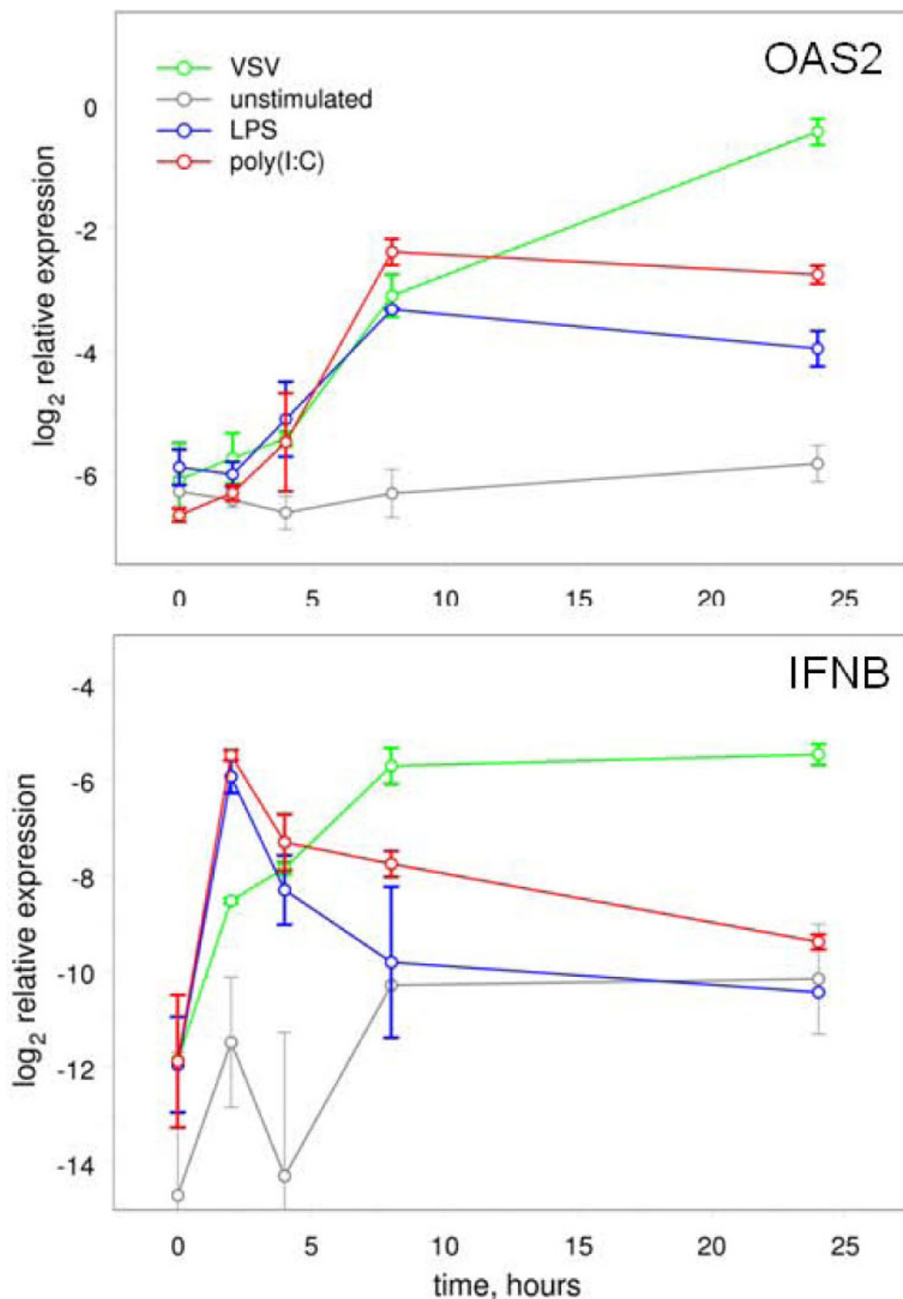 OAS2
VSV
unstimulated
LPS
poly(I:C)
log2 relative expression
0
-2
-4
-6
0 5 10 15 20 25
IFNB
log2 relative expression
-4
-6
-8
-10
-12
-14
0 5 10 15 20 25
time, hours